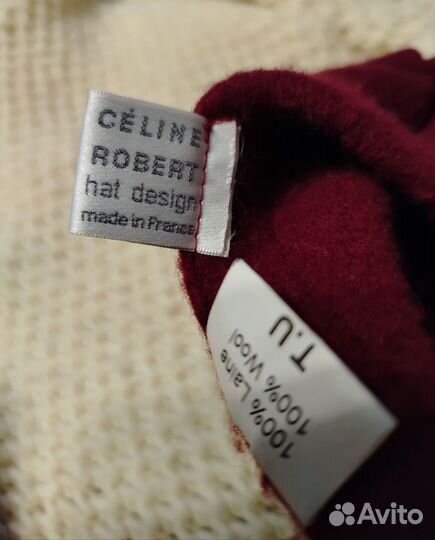 CÉLINE
ROBERT
hat design
made in France
T.U
100% Laine
100% Wool
Avito